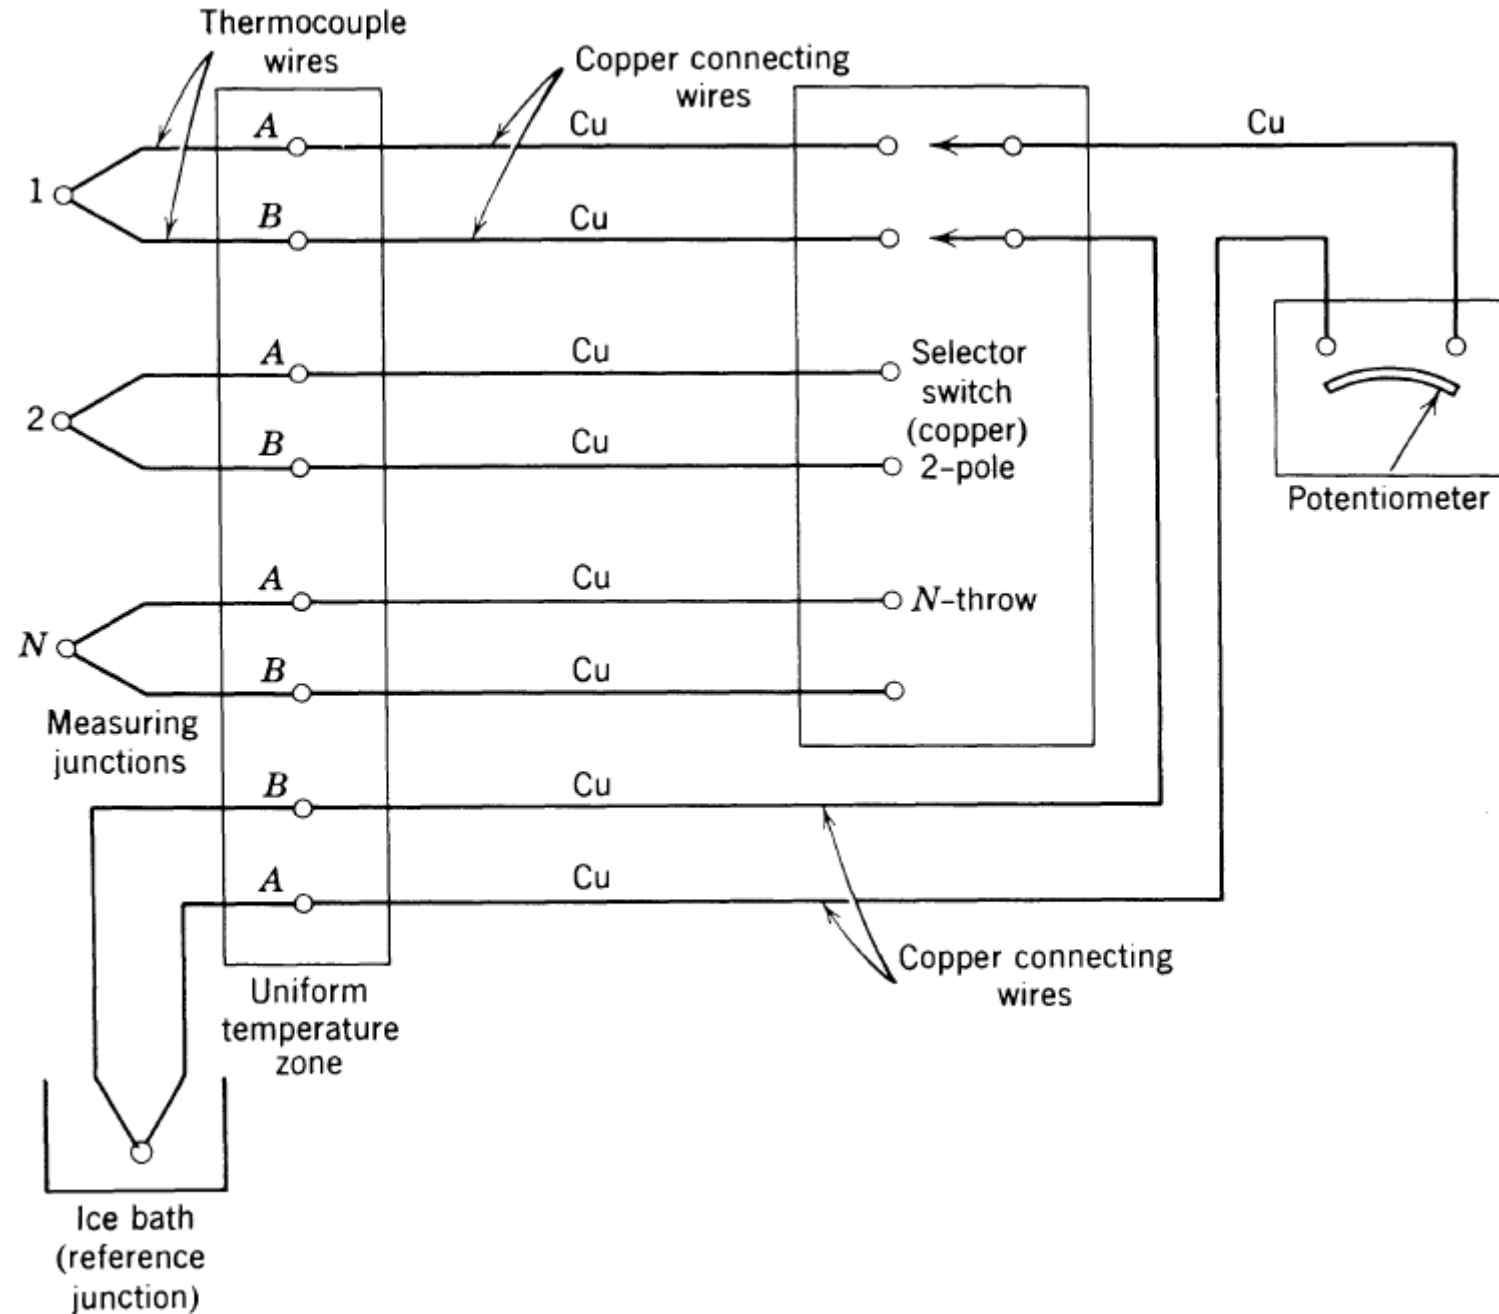 Thermocouple
wires
Copper connecting
wires
A
Cu
Cu
1
B
Cu
A
Cu
Selector
switch
(copper)
2-pole
2
B
Cu
Potentiometer
A
Cu
N-throw
N
B
Cu
Measuring
junctions
B
Cu
A
Cu
Copper connecting
wires
Uniform
temperature
zone
Ice bath
(reference
junction)